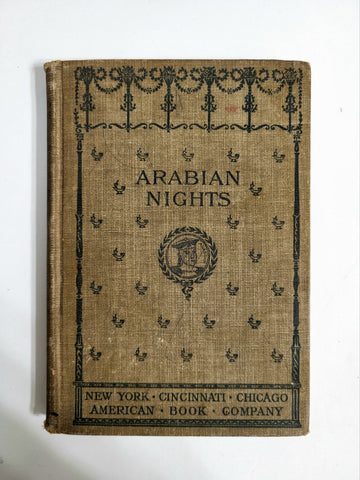 ARABIAN
NIGHTS
NEW YORK · CINCINNATI · CHICAGO
AMERICAN · BOOK · COMPANY